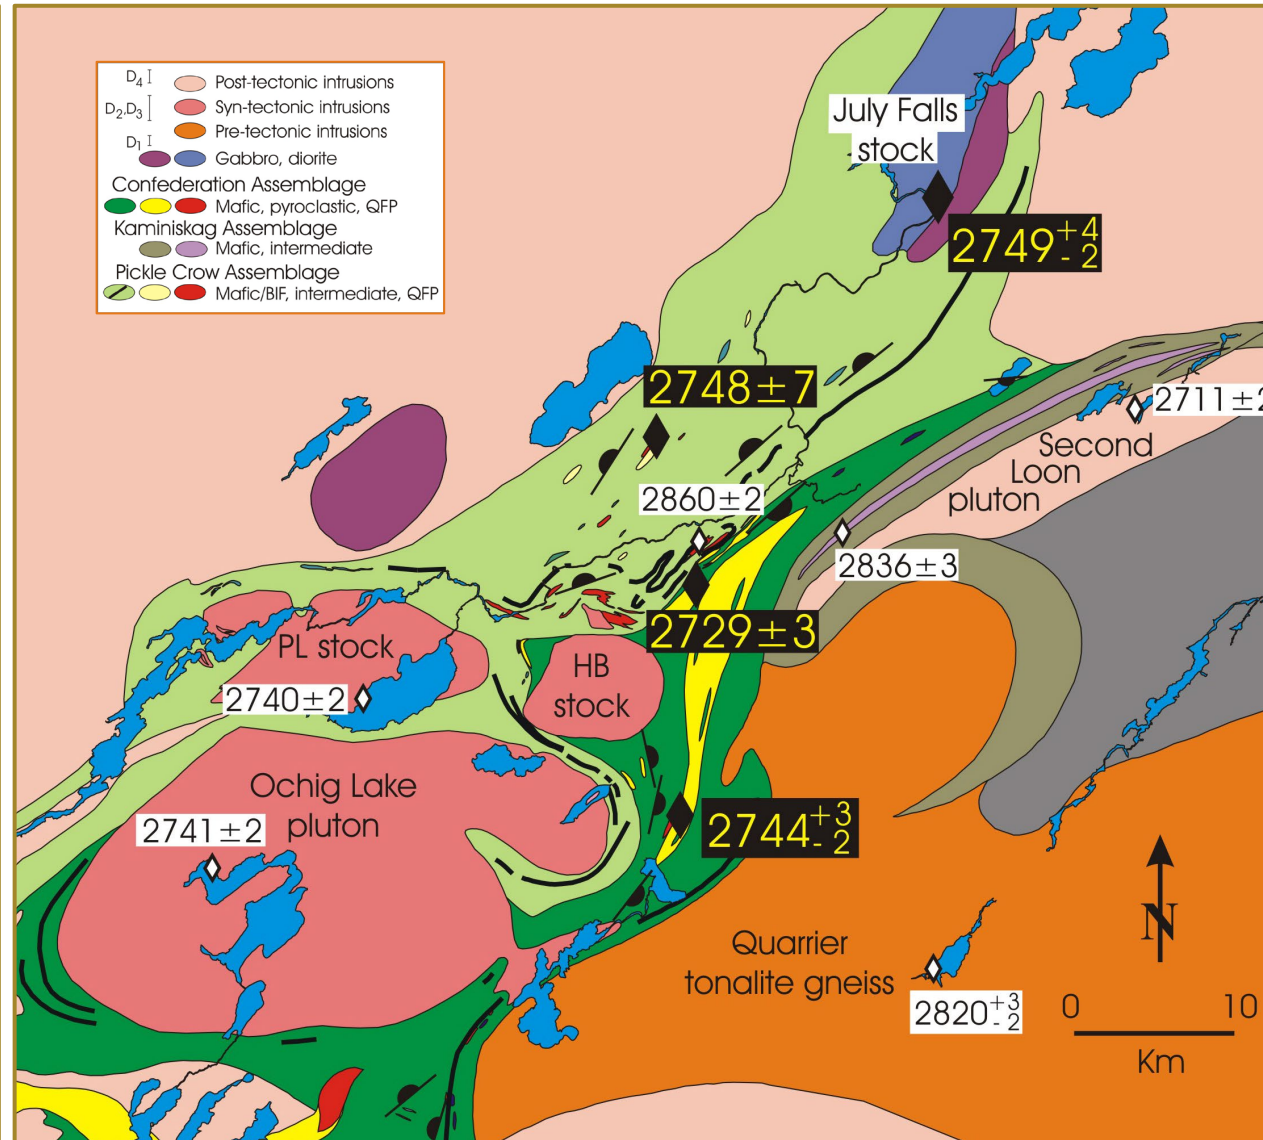 D4 Post-tectonic intrusions
D2,D3 Syn-tectonic intrusions
Pre-tectonic intrusions
D1 Gabbro, diorite
Confederation Assemblage
Mafic, pyroclastic, QFP
Kaminiskag Assemblage
Mafic, intermediate
Pickle Crow Assemblage
Mafic/BIF, intermediate, QFP
July Falls
stock
2749 +4 -2
2748±7
2711±2
Second
Loon
pluton
2860±2
2836±3
2729±3
PL stock
HB
stock
2740±2
Ochig Lake
pluton
2741±2
2744 +3 -2
Quarrier
tonalite gneiss
2820 +3 -2
N
0 10
Km